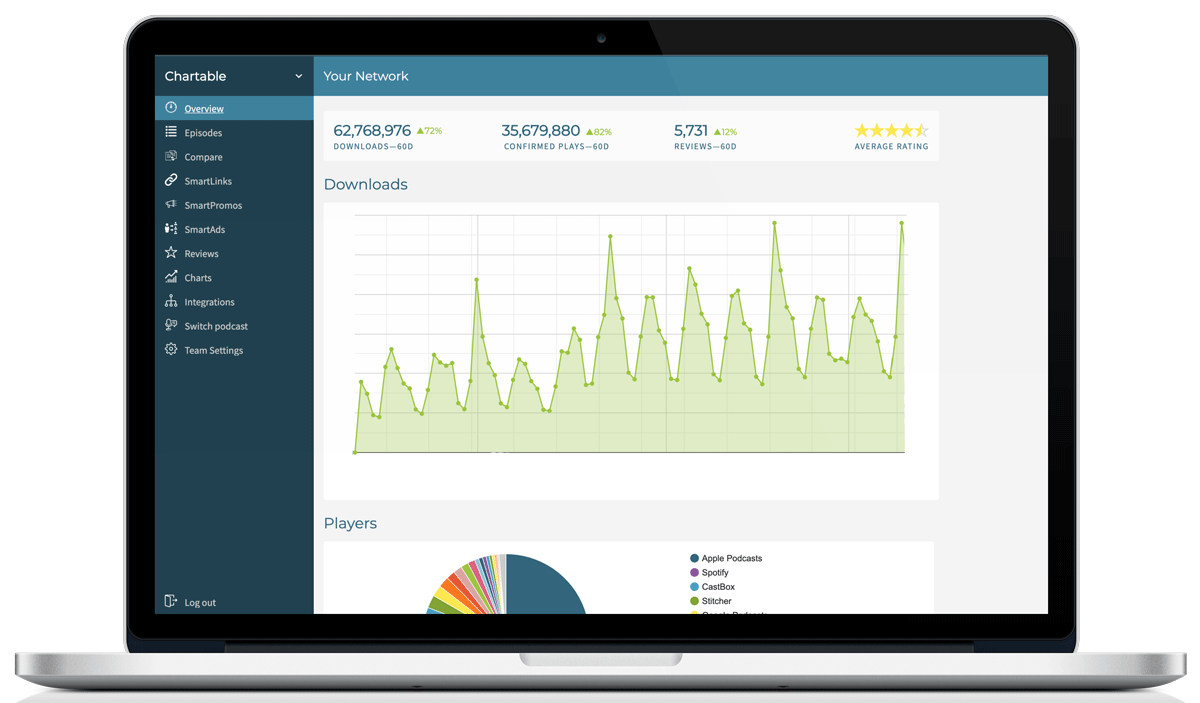 Chartable
Your Network
Overview
Episodes
Compare
SmartLinks
SmartPromos
SmartAds
Reviews
Charts
Integrations
Switch podcast
Team Settings
Log out
62,768,976 ▲72%
DOWNLOADS—60D
35,679,880 ▲82%
CONFIRMED PLAYS—60D
5,731 ▲12%
REVIEWS—60D
AVERAGE RATING
Downloads
Players
Apple Podcasts
Spotify
CastBox
Stitcher
Google Podcasts